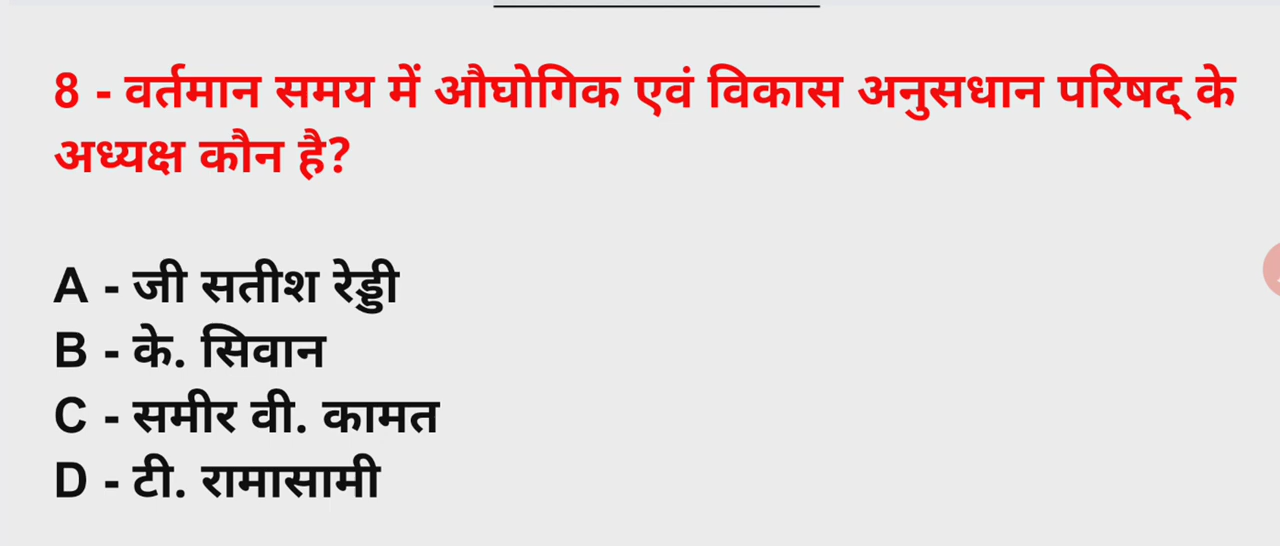 8 - वर्तमान समय में औघोगिक एवं विकास अनुसधान परिषद् के
अध्यक्ष कौन है?
A - जी सतीश रेड्डी
B - के. सिवान
C - समीर वी. कामत
D - टी. रामासामी